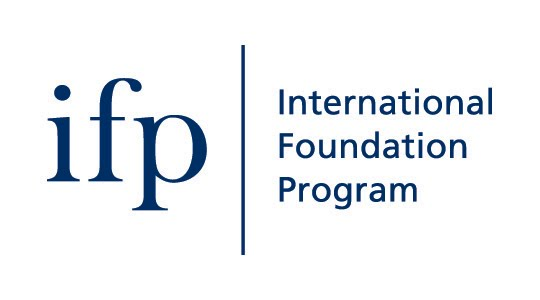 ifp
International
Foundation
Program